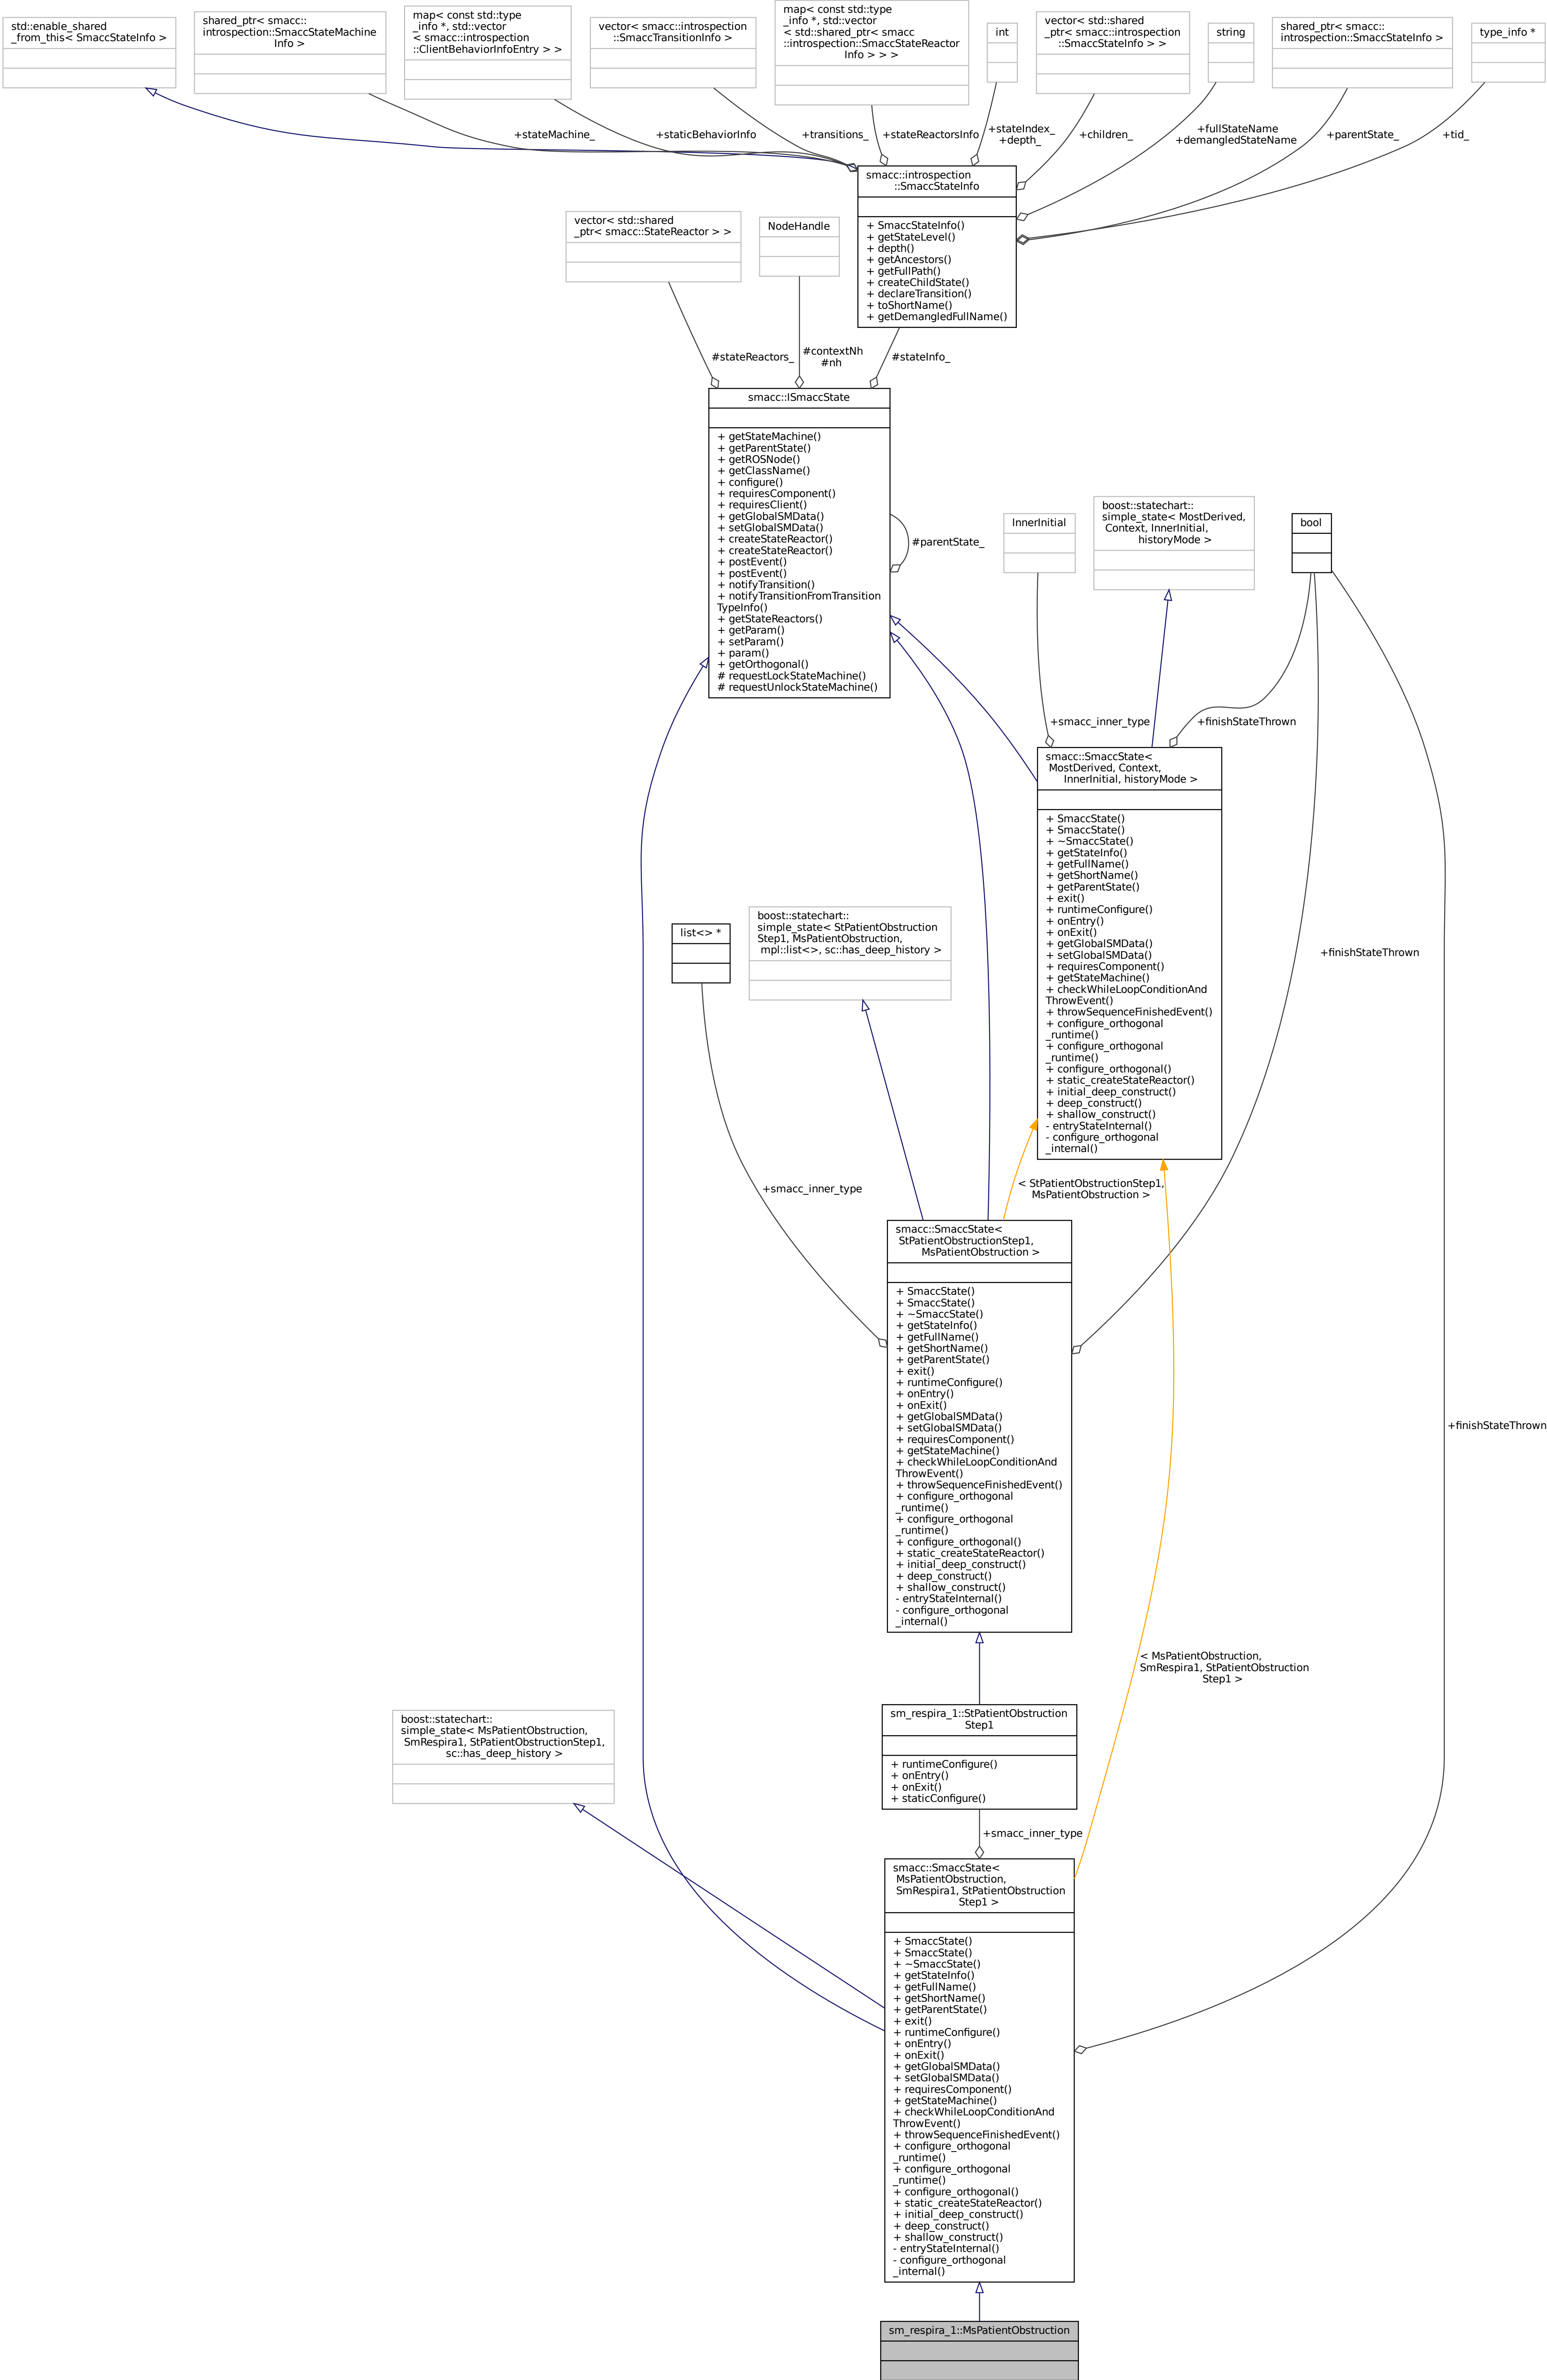 std::enable_shared
_from_this< SmaccStateInfo >
shared_ptr< smacc::
introspection::SmaccStateMachine
Info >
map< const std::type
_info *, std::vector
< smacc::introspection
::ClientBehaviorInfoEntry > >
vector< smacc::introspection
::SmaccTransitionInfo >
map< const std::type
_info *, std::vector
< std::shared_ptr< smacc
::introspection::SmaccStateReactor
Info > > >
int
vector< std::shared
_ptr< smacc::introspection
::SmaccStateInfo > >
string
shared_ptr< smacc::
introspection::SmaccStateInfo >
type_info *
+stateMachine_
+staticBehaviorInfo
+transitions_
+stateReactorsInfo
+stateIndex_
+depth_
+children_
+fullStateName
+demangledStateName
+parentState_
+tid_
smacc::introspection
::SmaccStateInfo
+ SmaccStateInfo()
+ getStateLevel()
+ depth()
+ getAncestors()
+ getFullPath()
+ createChildState()
+ declareTransition()
+ toShortName()
+ getDemangledFullName()
vector< std::shared
_ptr< smacc::StateReactor > >
NodeHandle
#stateReactors_
#contextNh
#nh
#stateInfo_
smacc::ISmaccState
+ getStateMachine()
+ getParentState()
+ getROSNode()
+ getClassName()
+ configure()
+ requiresComponent()
+ requiresClient()
+ getGlobalSMData()
+ setGlobalSMData()
+ createStateReactor()
+ createStateReactor()
+ postEvent()
+ postEvent()
+ notifyTransition()
+ notifyTransitionFromTransition
TypeInfo()
+ getStateReactors()
+ getParam()
+ setParam()
+ param()
+ getOrthogonal()
# requestLockStateMachine()
# requestUnlockStateMachine()
#parentState_
InnerInitial
boost::statechart::
simple_state< MostDerived,
Context, InnerInitial,
historyMode >
bool
+smacc_inner_type
+finishStateThrown
smacc::SmaccState<
MostDerived, Context,
InnerInitial, historyMode >
+ SmaccState()
+ SmaccState()
+ ~SmaccState()
+ getStateInfo()
+ getFullName()
+ getShortName()
+ getParentState()
+ exit()
+ runtimeConfigure()
+ onEntry()
+ onExit()
+ getGlobalSMData()
+ setGlobalSMData()
+ requiresComponent()
+ getStateMachine()
+ checkWhileLoopConditionAnd
ThrowEvent()
+ throwSequenceFinishedEvent()
+ configure_orthogonal
_runtime()
+ configure_orthogonal
_runtime()
+ configure_orthogonal()
+ static_createStateReactor()
+ initial_deep_construct()
+ deep_construct()
+ shallow_construct()
- entryStateInternal()
- configure_orthogonal
_internal()
list<> *
boost::statechart::
simple_state< StPatientObstruction
Step1, MsPatientObstruction,
mpl::list<>, sc::has_deep_history >
+finishStateThrown
+smacc_inner_type
< StPatientObstructionStep1,
MsPatientObstruction >
smacc::SmaccState<
StPatientObstructionStep1,
MsPatientObstruction >
+ SmaccState()
+ SmaccState()
+ ~SmaccState()
+ getStateInfo()
+ getFullName()
+ getShortName()
+ getParentState()
+ exit()
+ runtimeConfigure()
+ onEntry()
+ onExit()
+ getGlobalSMData()
+ setGlobalSMData()
+ requiresComponent()
+ getStateMachine()
+ checkWhileLoopConditionAnd
ThrowEvent()
+ throwSequenceFinishedEvent()
+ configure_orthogonal
_runtime()
+ configure_orthogonal
_runtime()
+ configure_orthogonal()
+ static_createStateReactor()
+ initial_deep_construct()
+ deep_construct()
+ shallow_construct()
- entryStateInternal()
- configure_orthogonal
_internal()
+finishStateThrown
< MsPatientObstruction,
SmRespira1, StPatientObstruction
Step1 >
boost::statechart::
simple_state< MsPatientObstruction,
SmRespira1, StPatientObstructionStep1,
sc::has_deep_history >
sm_respira_1::StPatientObstruction
Step1
+ runtimeConfigure()
+ onEntry()
+ onExit()
+ staticConfigure()
+smacc_inner_type
smacc::SmaccState<
MsPatientObstruction,
SmRespira1, StPatientObstruction
Step1 >
+ SmaccState()
+ SmaccState()
+ ~SmaccState()
+ getStateInfo()
+ getFullName()
+ getShortName()
+ getParentState()
+ exit()
+ runtimeConfigure()
+ onEntry()
+ onExit()
+ getGlobalSMData()
+ setGlobalSMData()
+ requiresComponent()
+ getStateMachine()
+ checkWhileLoopConditionAnd
ThrowEvent()
+ throwSequenceFinishedEvent()
+ configure_orthogonal
_runtime()
+ configure_orthogonal
_runtime()
+ configure_orthogonal()
+ static_createStateReactor()
+ initial_deep_construct()
+ deep_construct()
+ shallow_construct()
- entryStateInternal()
- configure_orthogonal
_internal()
sm_respira_1::MsPatientObstruction